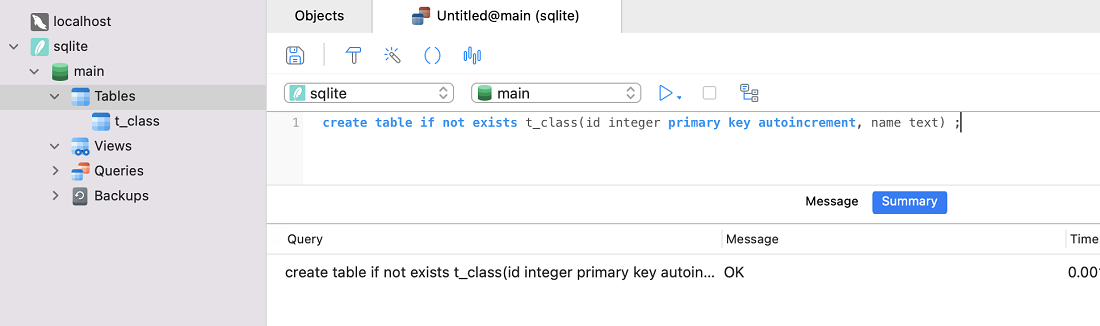 localhost
sqlite
main
Tables
t_class
Views
Queries
Backups
Objects
Untitled@main (sqlite)
sqlite
main
1 create table if not exists t_class(id integer primary key autoincrement, name text) ;
Message Summary
Query Message Time
create table if not exists t_class(id integer primary key autoin... OK 0.001